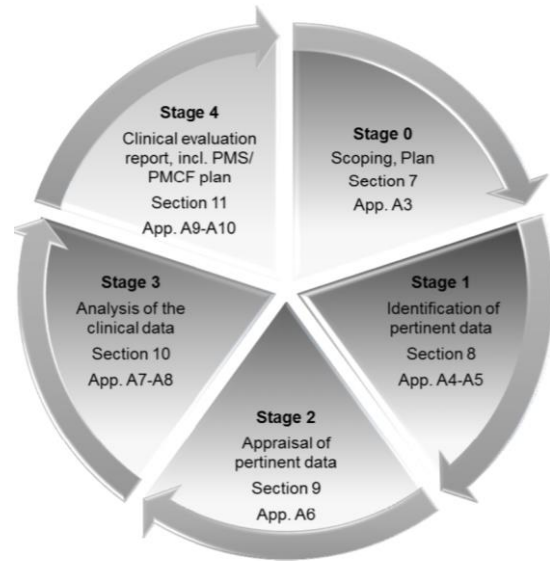 Stage 0
Scoping, Plan
Section 7
App. A3
Stage 1
Identification of
pertinent data
Section 8
App. A4-A5
Stage 2
Appraisal of
pertinent data
Section 9
App. A6
Stage 3
Analysis of the
clinical data
Section 10
App. A7-A8
Stage 4
Clinical evaluation
report, incl. PMS/
PMCF plan
Section 11
App. A9-A10